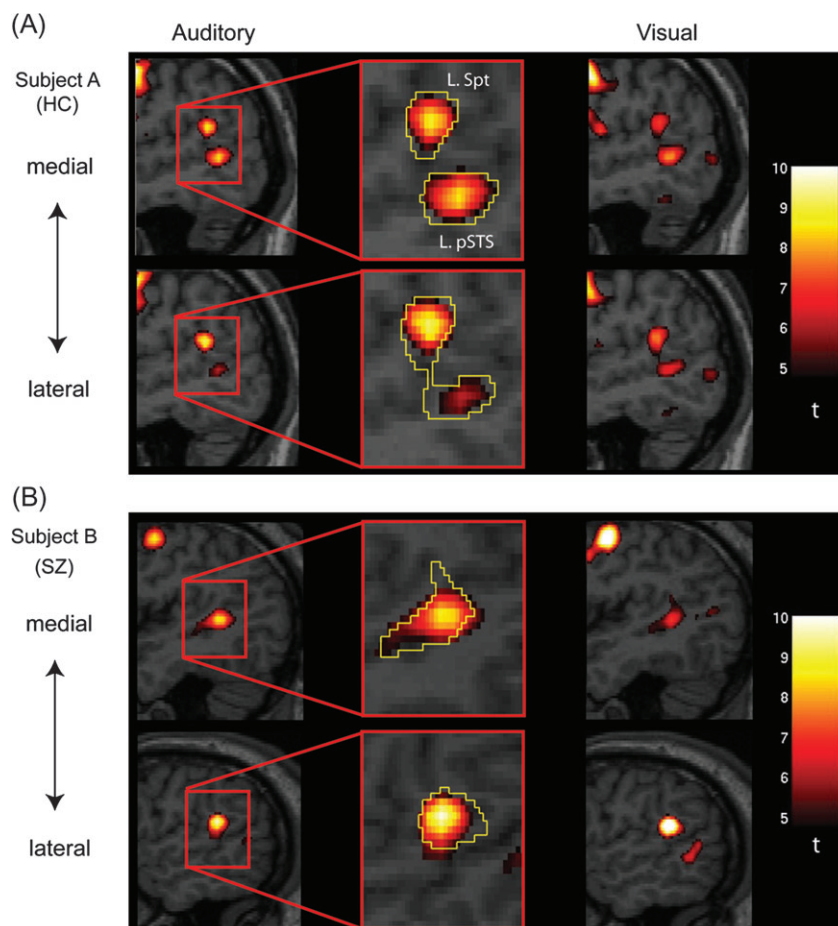 (A)
Auditory
Visual
Subject A
(HC)
medial
lateral
L. Spt
L. pSTS
10
9
8
7
6
5
t
(B)
Subject B
(SZ)
medial
lateral
10
9
8
7
6
5
t